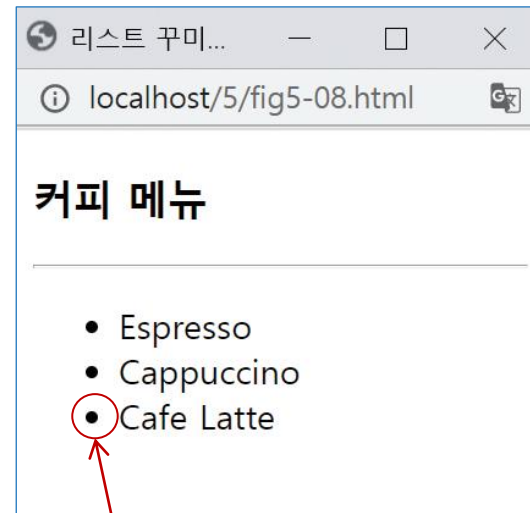 리스트 꾸미...
localhost/5/fig5-08.html
커피 메뉴
Espresso
Cappuccino
Cafe Latte